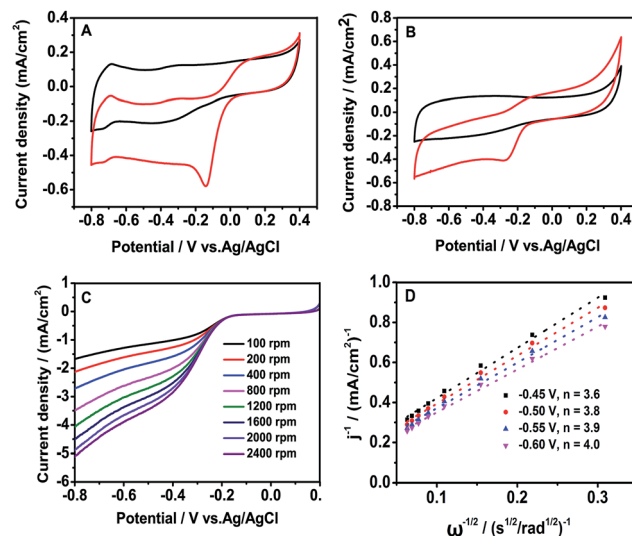 A
Current density (mA/cm²)
0.4
0.2
0.0
-0.2
-0.4
-0.6
-0.8 -0.6 -0.4 -0.2 0.0 0.2 0.4
Potential / V vs.Ag/AgCl
B
Current density / (mA/cm²)
0.8
0.6
0.4
0.2
0.0
-0.2
-0.4
-0.6
-0.8
-0.8 -0.6 -0.4 -0.2 0.0 0.2 0.4
Potential / V vs.Ag/AgCl
C
Current density / (mA/cm²)
1
0
-1
-2
-3
-4
-5
-6
100 rpm
200 rpm
400 rpm
800 rpm
1200 rpm
1600 rpm
2000 rpm
2400 rpm
-0.8 -0.6 -0.4 -0.2 0.0 0.
Potential / V vs.Ag/AgCl
D
j⁻¹ / (mA/cm²)⁻¹
1.0
0.8
0.6
0.4
0.2
0.0
-0.45 V, n = 3.6
-0.50 V, n = 3.8
-0.55 V, n = 3.9
-0.60 V, n = 4.0
0.1 0.2 0.3
ω⁻¹/² / (s¹/²/rad¹/²)⁻¹